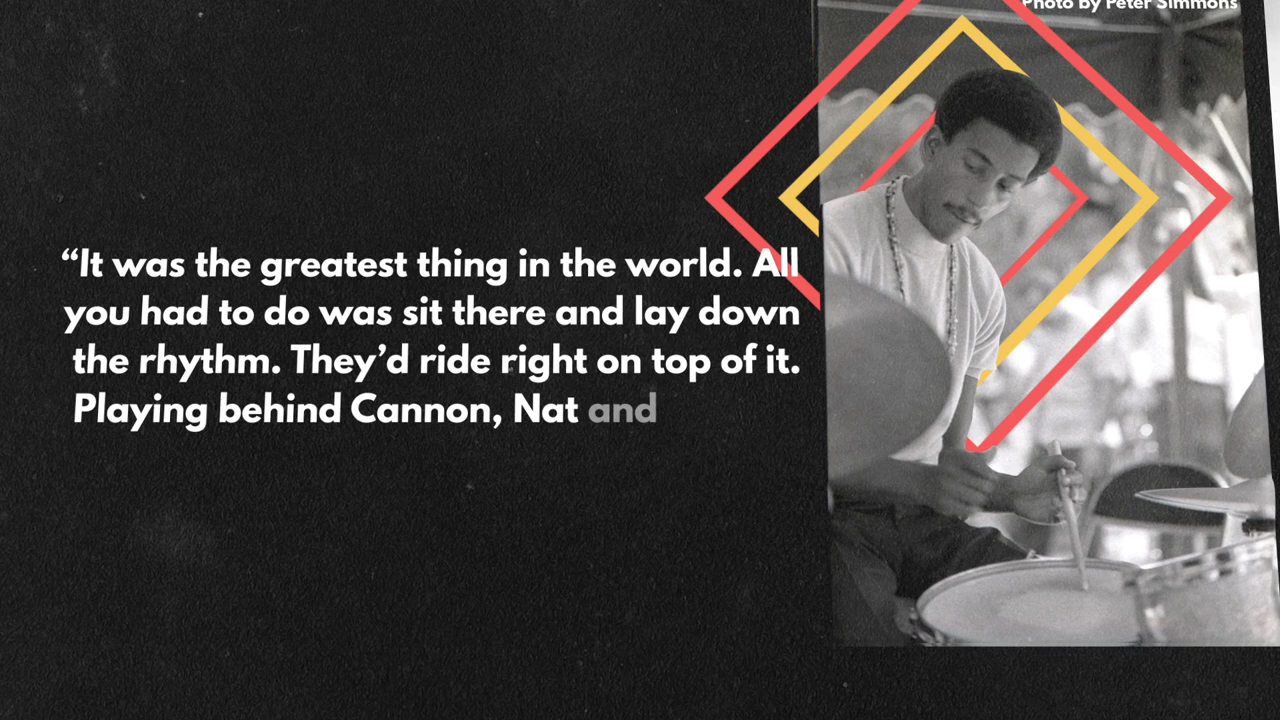 Photo by Peter Simmons
“It was the greatest thing in the world. All
you had to do was sit there and lay down
the rhythm. They’d ride right on top of it.
Playing behind Cannon, Nat and